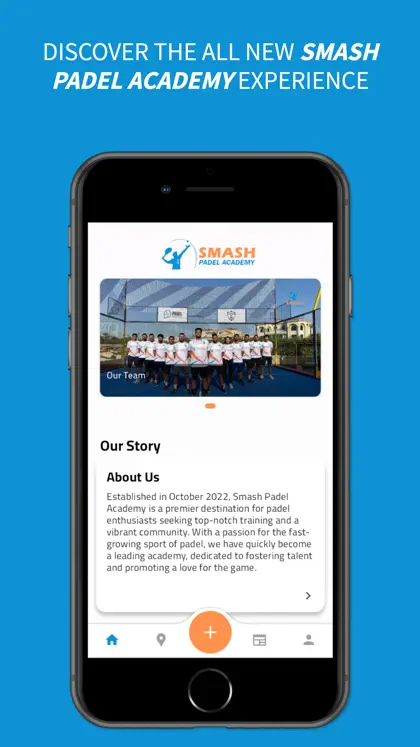 DISCOVER THE ALL NEW SMASH
PADEL ACADEMY EXPERIENCE
SMASH
PADEL ACADEMY
Our Team
Our Story
About Us
Established in October 2022, Smash Padel
Academy is a premier destination for padel
enthusiasts seeking top-notch training and a
vibrant community. With a passion for the fast-
growing sport of padel, we have quickly become
a leading academy, dedicated to fostering talent
and promoting a love for the game.